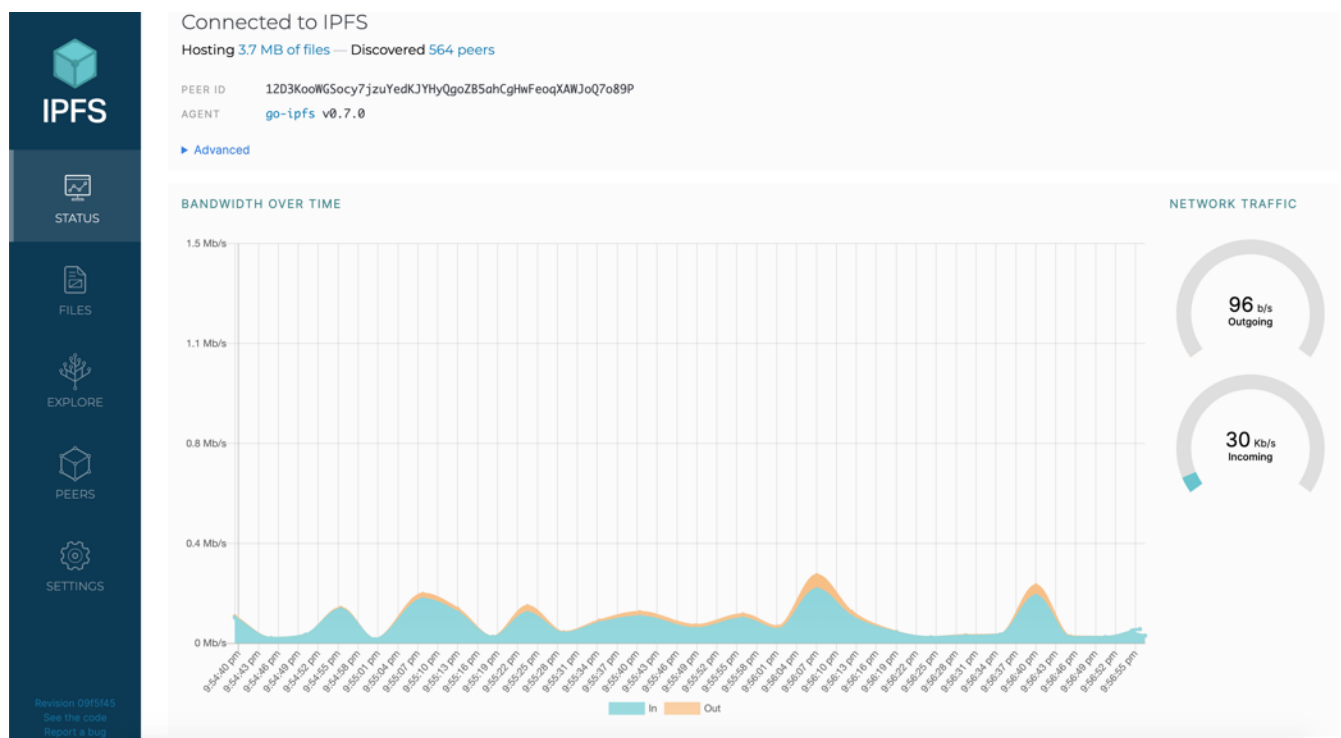 IPFS
STATUS
FILES
EXPLORE
PEERS
SETTINGS
Revision 09f5f45
See the code
Report a bug
Connected to IPFS
Hosting 3.7 MB of files — Discovered 564 peers
PEER ID 12D3KooWGSocy7jzuYedKJYHyQgoZB5ahCgHwFeoqXAWJoQ7o89P
AGENT go-ipfs v0.7.0
▶ Advanced
BANDWIDTH OVER TIME
1.5 Mb/s
1.1 Mb/s
0.8 Mb/s
0.4 Mb/s
0 Mb/s
9:54:40 pm
9:54:43 pm
9:54:46 pm
9:54:49 pm
9:54:52 pm
9:54:55 pm
9:54:58 pm
9:55:01 pm
9:55:04 pm
9:55:07 pm
9:55:10 pm
9:55:13 pm
9:55:16 pm
9:55:19 pm
9:55:22 pm
9:55:25 pm
9:55:28 pm
9:55:31 pm
9:55:34 pm
9:55:37 pm
9:55:40 pm
9:55:43 pm
9:55:46 pm
9:55:49 pm
9:55:52 pm
9:55:55 pm
9:55:58 pm
9:56:01 pm
9:56:04 pm
9:56:07 pm
9:56:10 pm
9:56:13 pm
9:56:16 pm
9:56:19 pm
9:56:22 pm
9:56:25 pm
9:56:28 pm
9:56:31 pm
9:56:34 pm
9:56:37 pm
9:56:40 pm
9:56:43 pm
9:56:46 pm
9:56:49 pm
9:56:52 pm
9:56:55 pm
In Out
NETWORK TRAFFIC
96 b/s
Outgoing
30 Kb/s
Incoming